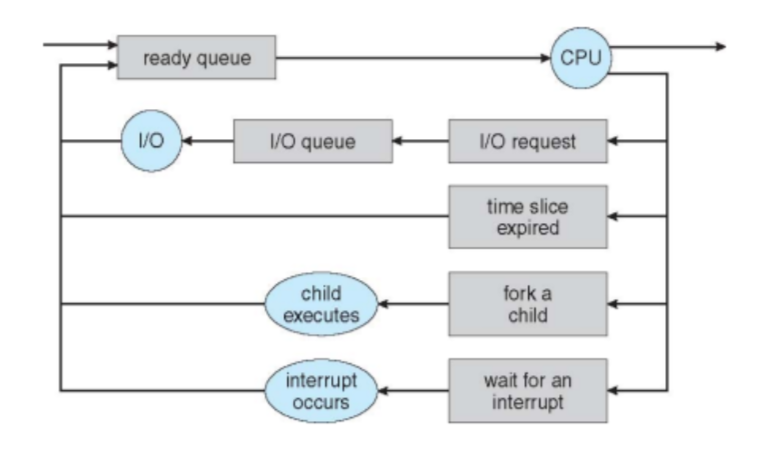 ready queue
CPU
I/O
I/O queue
I/O request
time slice
expired
child
executes
fork a
child
interrupt
occurs
wait for an
interrupt